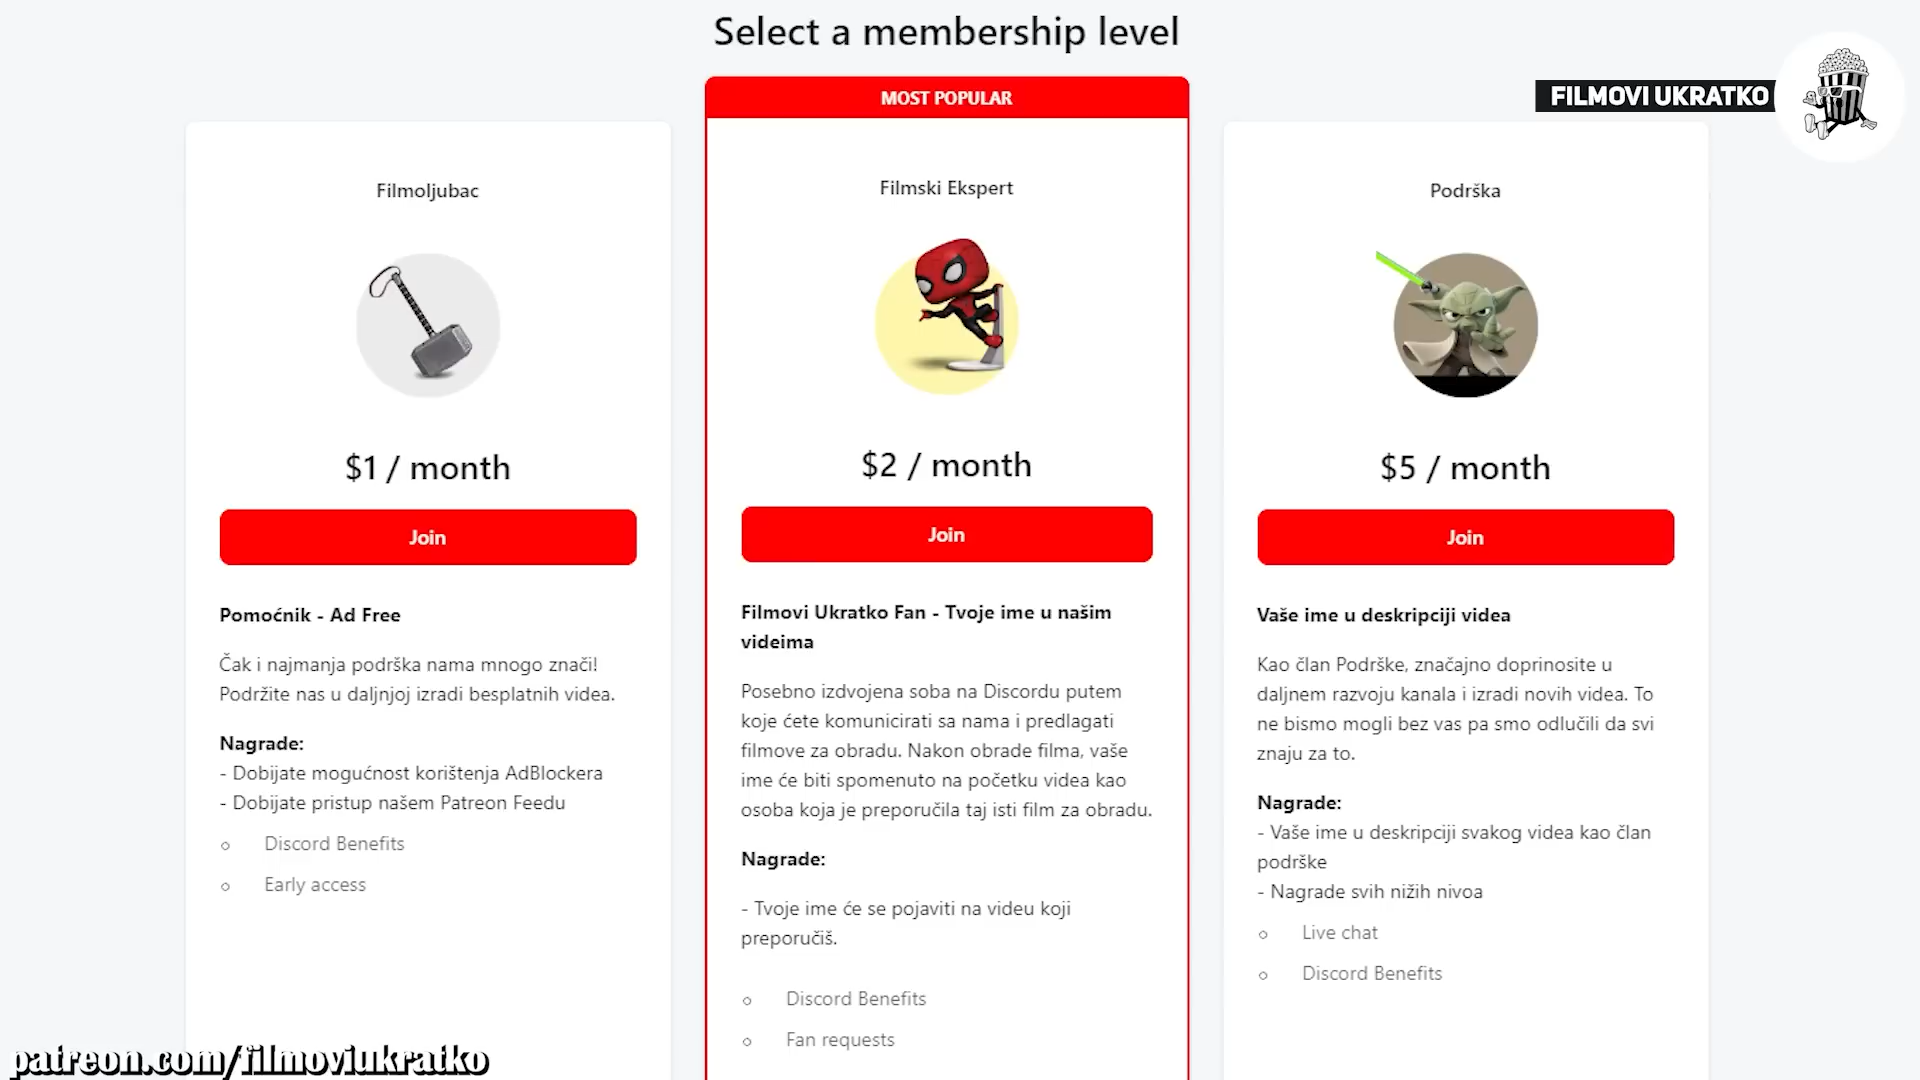 Select a membership level
FILMOVI UKRATKO
Filmoljubac
$1 / month
Join
Pomoćnik - Ad Free
Čak i najmanja podrška nama mnogo znači!
Podržite nas u daljnjoj izradi besplatnih videa.
Nagrade:
- Dobijate mogućnost korištenja AdBlockera
- Dobijate pristup našem Patreon Feedu
Discord Benefits
Early access
MOST POPULAR
Filmski Ekspert
$2 / month
Join
Filmovi Ukratko Fan - Tvoje ime u našim
videima
Posebno izdvojena soba na Discordu putem
koje ćete komunicirati sa nama i predlagati
filmove za obradu. Nakon obrade filma, vaše
ime će biti spomenuto na početku videa kao
osoba koja je preporučila taj isti film za obradu.
Nagrade:
- Tvoje ime će se pojaviti na videu koji
preporučiš.
Discord Benefits
Fan requests
Podrška
$5 / month
Join
Vaše ime u deskripciji videa
Kao član Podrške, značajno doprinosite u
daljnem razvoju kanala i izradi novih videa. To
ne bismo mogli bez vas pa smo odlučili da svi
znaju za to.
Nagrade:
- Vaše ime u deskripciji svakog videa kao član
podrške
- Nagrade svih nižih nivoa
Live chat
Discord Benefits
patreon.com/filmoviukratko